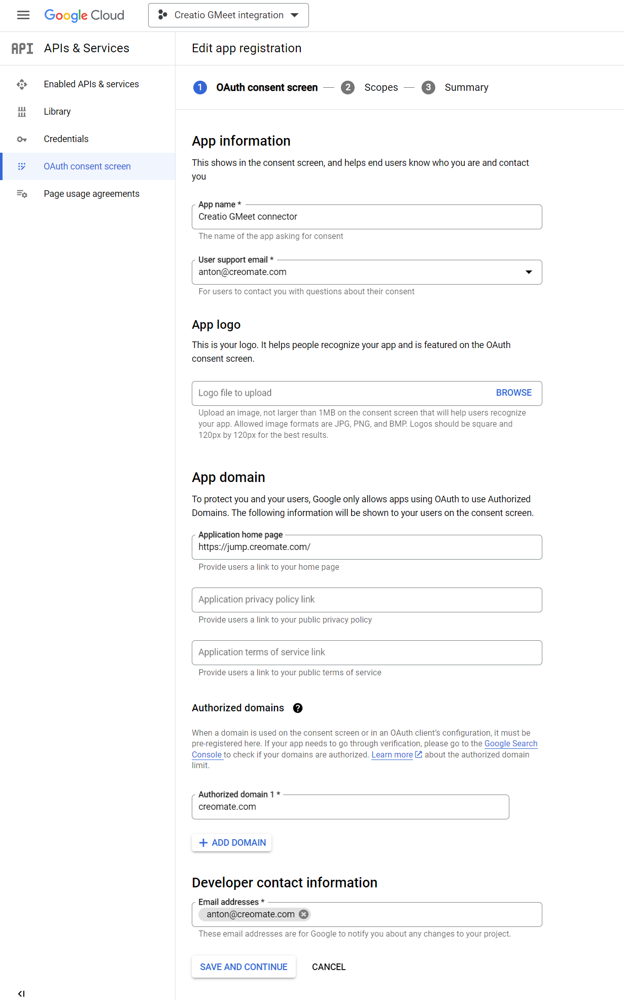 Google Cloud
Creatio GMeet integration
API APIs & Services
Edit app registration
Enabled APIs & services
Library
Credentials
OAuth consent screen
Page usage agreements
1 OAuth consent screen — 2 Scopes — 3 Summary
App information
This shows in the consent screen, and helps end users know who you are and contact
you
App name *
Creatio GMeet connector
The name of the app asking for consent
User support email *
anton@creomate.com
For users to contact you with questions about their consent
App logo
This is your logo. It helps people recognize your app and is featured on the OAuth
consent screen.
Logo file to upload
BROWSE
Upload an image, not larger than 1MB on the consent screen that will help users recognize
your app. Allowed image formats are JPG, PNG, and BMP. Logos should be square and
120px by 120px for the best results.
App domain
To protect you and your users, Google only allows apps using OAuth to use Authorized
Domains. The following information will be shown to your users on the consent screen.
Application home page
https://jump.creomate.com/
Provide users a link to your home page
Application privacy policy link
Provide users a link to your public privacy policy
Application terms of service link
Provide users a link to your public terms of service
Authorized domains ?
When a domain is used on the consent screen or in an OAuth client's configuration, it must be
pre-registered here. If your app needs to go through verification, please go to the Google Search
Console to check if your domains are authorized. Learn more about the authorized domain
limit.
Authorized domain 1 *
creomate.com
+ ADD DOMAIN
Developer contact information
Email addresses *
anton@creomate.com
These email addresses are for Google to notify you about any changes to your project.
SAVE AND CONTINUE
CANCEL